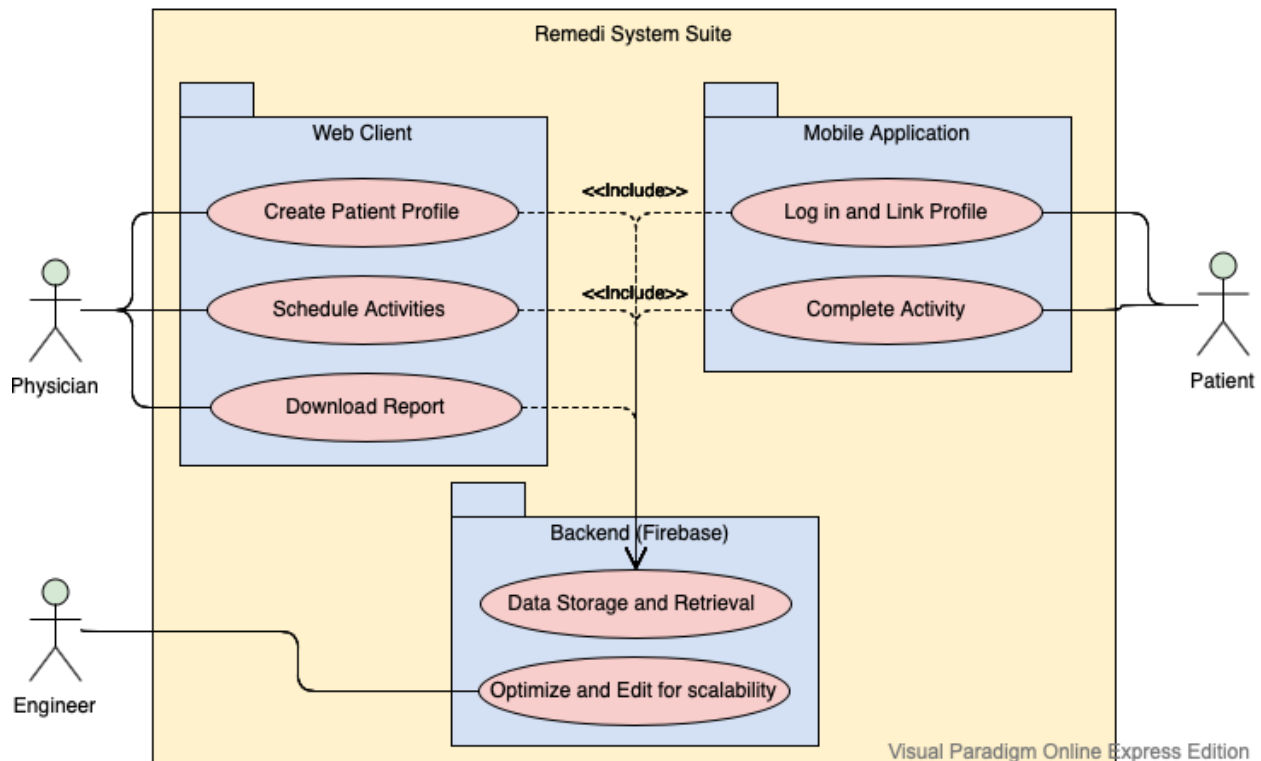 Remedi System Suite
Web Client
Mobile Application
<<Include>>
Create Patient Profile
Log in and Link Profile
<<Include>>
Schedule Activities
Complete Activity
Physician
Patient
Download Report
Backend (Firebase)
Data Storage and Retrieval
Optimize and Edit for scalability
Engineer
Visual Paradigm Online Express Edition